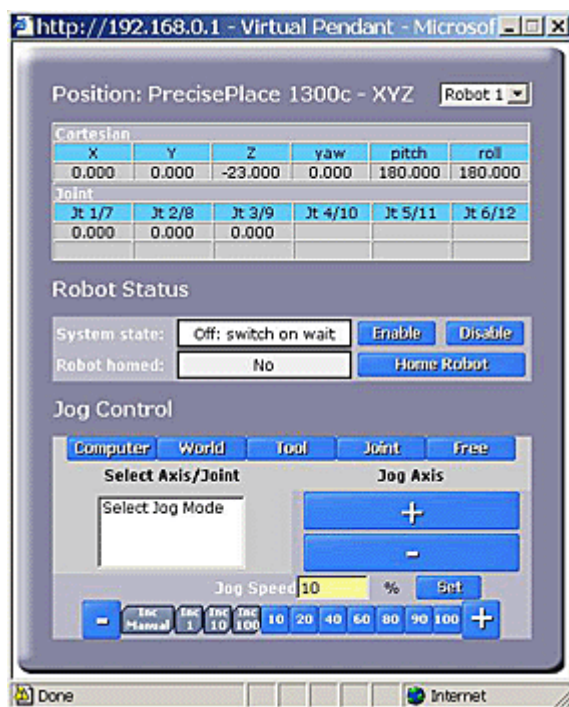 http://192.168.0.1 - Virtual Pendant - Microsof
Position: PrecisePlace 1300c - XYZ Robot 1
Cartesian
X Y Z yaw pitch roll
0.000 0.000 -23.000 0.000 180.000 180.000
Joint
Jt 1/7 Jt 2/8 Jt 3/9 Jt 4/10 Jt 5/11 Jt 6/12
0.000 0.000 0.000
Robot Status
System state: Off: switch on wait Enable Disable
Robot homed: No Home Robot
Jog Control
Computer World Tool Joint Free
Select Axis/Joint Jog Axis
Select Jog Mode +
-
Jog Speed 10 % Set
- Inc Manual Inc 1 Inc 10 Inc 100 10 20 40 60 80 90 100 +
Done Internet